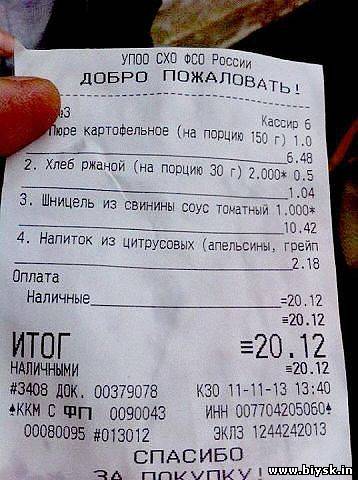 УПОО СХО ФСО России
ДОБРО ПОЖАЛОВАТЬ!
43 Кассир 6
Пюре картофельное (на порцию 150 г) 1.0
6.48
2. Хлеб ржаной (на порцию 30 г) 2.000* 0.5
1.04
3. Шницель из свинины соус томатный 1.000*
10.42
4. Напиток из цитрусовых (апельсины, грейп
2.18
Оплата
Наличные =20.12
≡20.12
ИТОГ ≡20.12
НАЛИЧНЫМИ ≡20.12
#3408 ДОК. 00379078 К30 11-11-13 13:40
♠ККМ С ФП 0090043 ИНН 007704205060♠
00080095 #013012 ЭКЛЗ 1244242013
СПАСИБО
ЗА ПОКУПКУ!
www.biysk.in